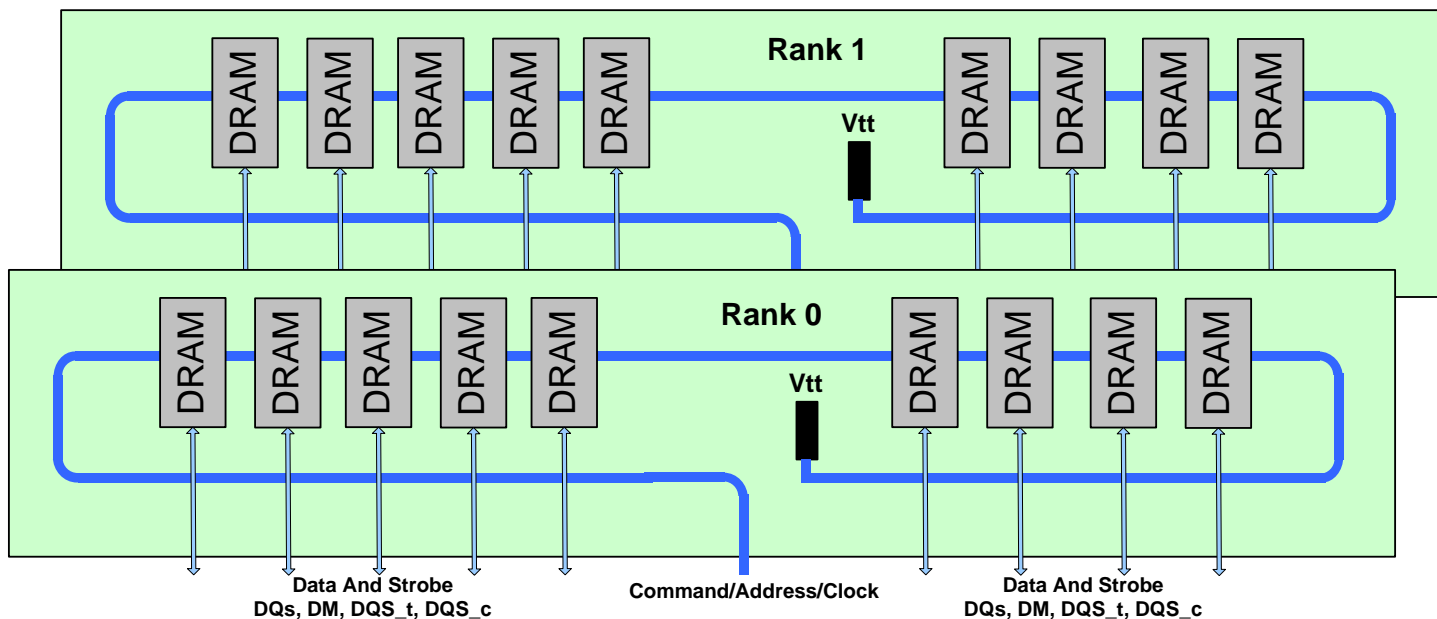 Rank 1
DRAM
DRAM
DRAM
DRAM
DRAM
DRAM
DRAM
DRAM
DRAM
Vtt
Rank 0
DRAM
DRAM
DRAM
DRAM
DRAM
DRAM
DRAM
DRAM
DRAM
Vtt
Data And Strobe
DQs, DM, DQS_t, DQS_c
Command/Address/Clock
Data And Strobe
DQs, DM, DQS_t, DQS_c